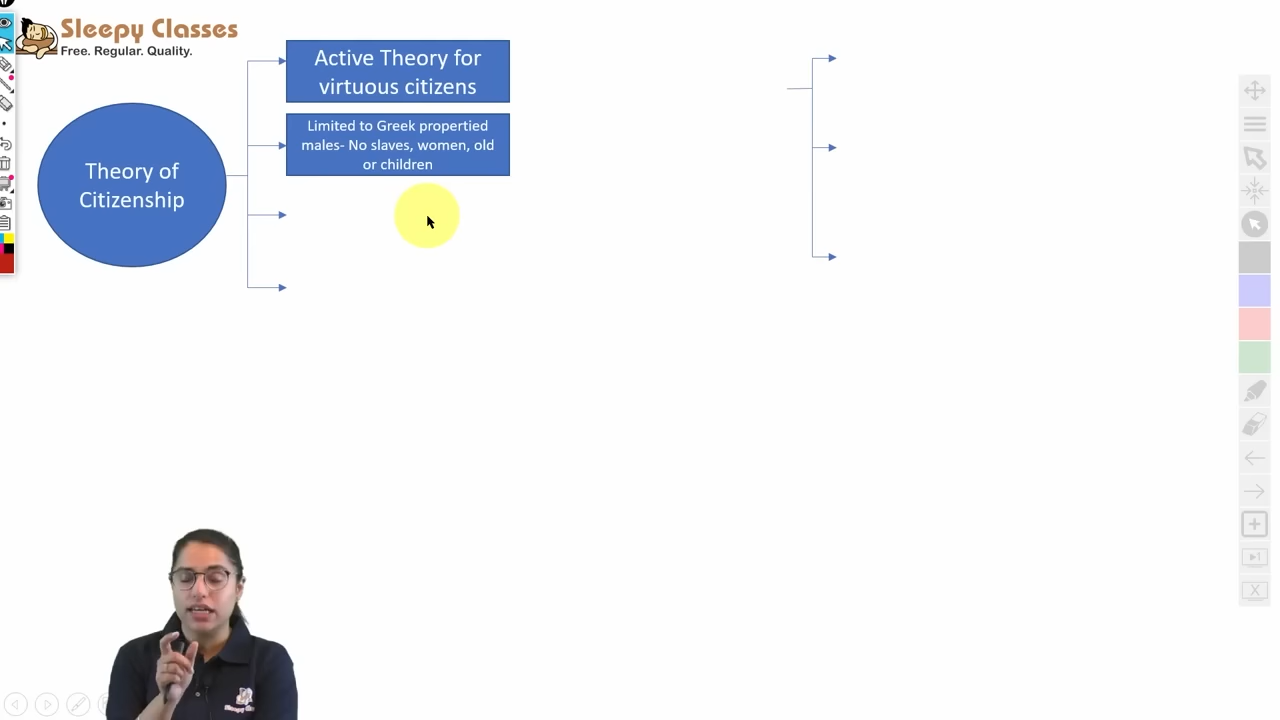 Sleepy Classes
Free. Regular. Quality.
Active Theory for
virtuous citizens
Limited to Greek propertied
males- No slaves, women, old
or children
Theory of
Citizenship